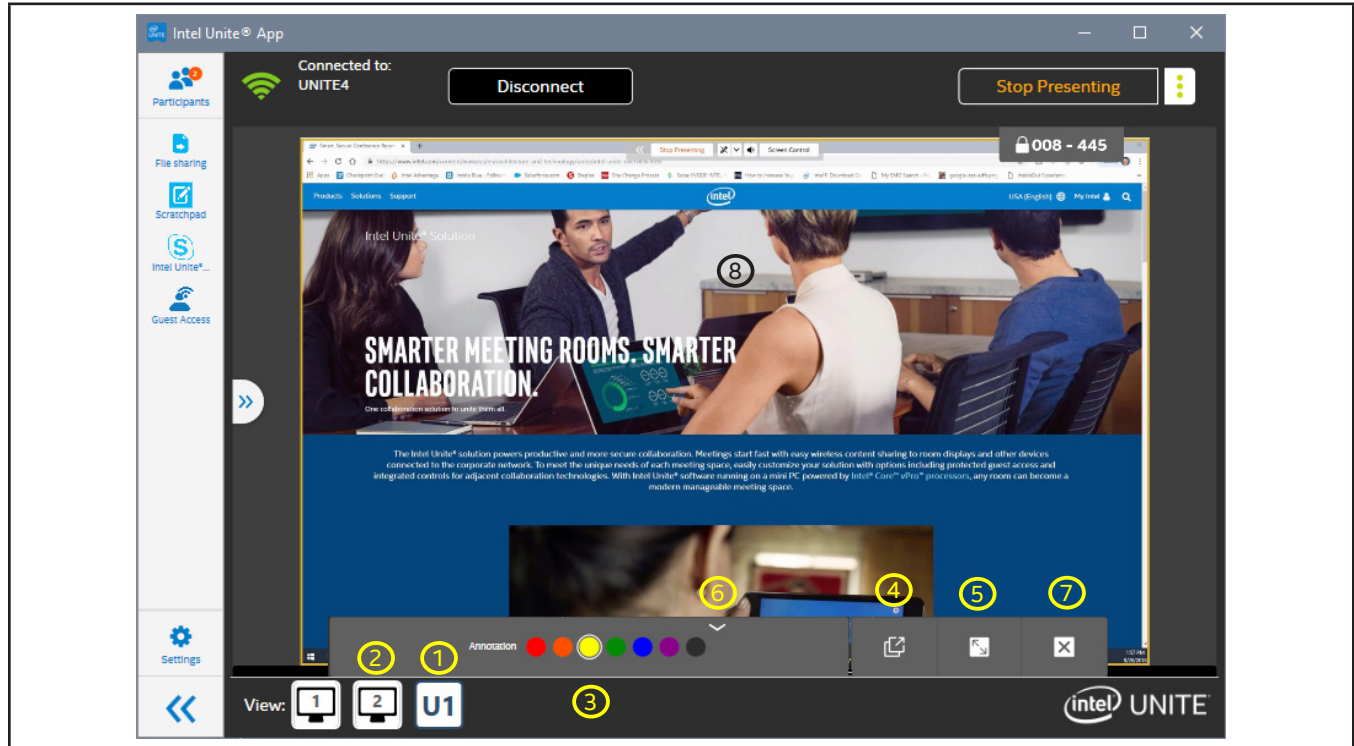 Intel Unite® App
Participants
2
Connected to:
UNITE4
Disconnect
Stop Presenting
File sharing
Scratchpad
Intel Unite®...
Guest Access
Settings
008 - 445
Stop Presenting
Screen Control
Products Solutions Support
intel
USA (English) My Intel
Intel Unite® Solution
8
SMARTER MEETING ROOMS. SMARTER
COLLABORATION.
One collaboration solution to unite them all.
The Intel Unite® solution powers productive and more secure collaboration. Meetings start fast with easy wireless content sharing to room displays and other devices
connected to the corporate network. To meet the unique needs of each meeting space, easily customize your solution with options including protected guest access and
integrated controls for adjacent collaboration technologies. With Intel Unite® software running on a mini PC powered by Intel® Core™ vPro™ processors, any room can become a
modern manageable meeting space.
6
4
5
7
Annotation
2
1
3
1:57 PM
View:
1
2
U1
intel UNITE